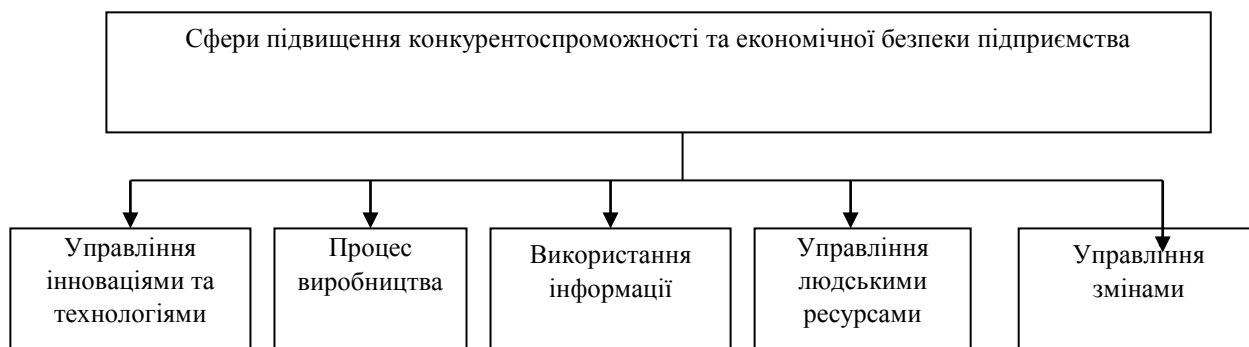 Сфери підвищення конкурентоспроможності та економічної безпеки підприємства
Управління
інноваціями та
технологіями
Процес
виробництва
Використання
інформації
Управління
людськими
ресурсами
Управління
змінами